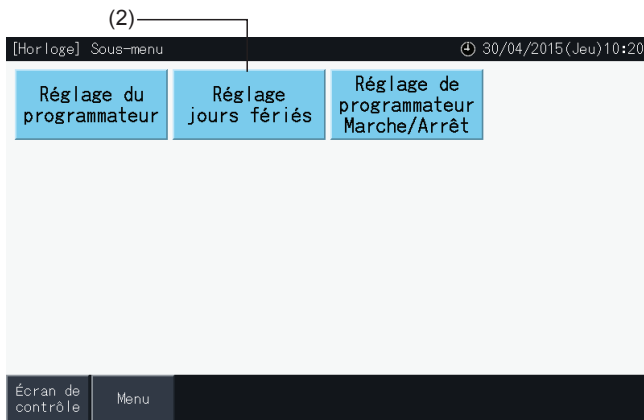 (2)
[Horloge] Sous-menu 30/04/2015(Jeu)10:20
Réglage du
programmateur
Réglage
jours fériés
Réglage de
programmateur
Marche/Arrêt
Écran de
contrôle
Menu